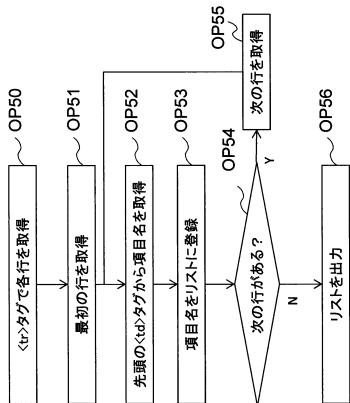 OP50
<tr>タグで各行を取得
OP51
最初の行を取得
OP52
先頭の<td>タグから項目名を取得
OP53
項目名をリストに登録
OP54
次の行がある？
Y
OP55
次の行を取得
N
OP56
リストを出力